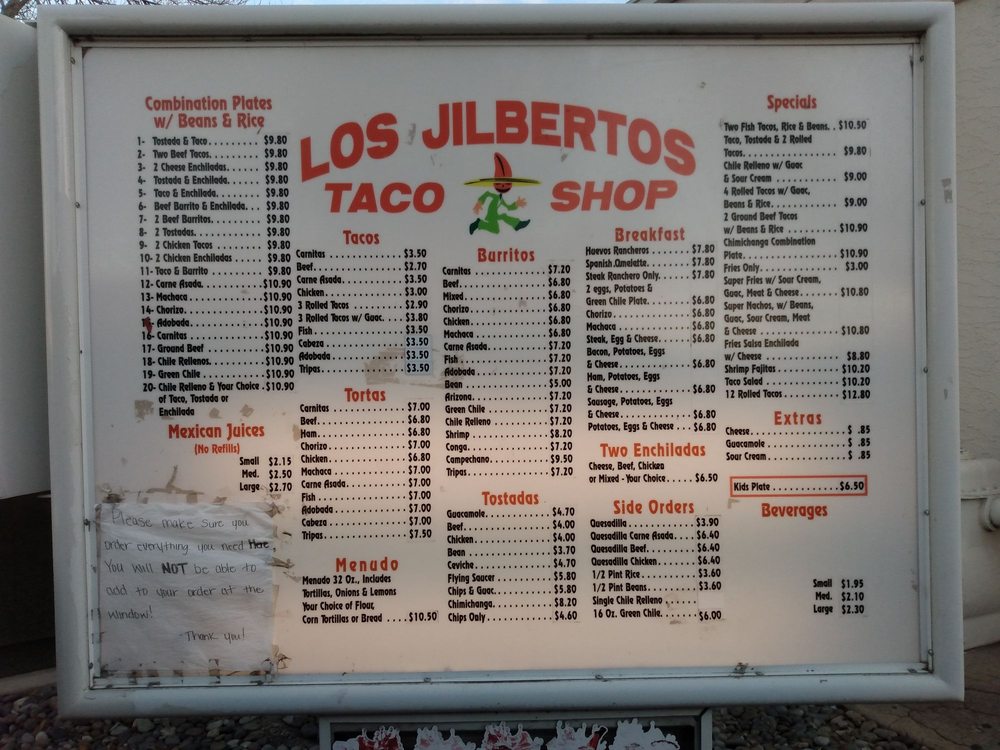 LOS JILBERTOS
TACO SHOP
Combination Plates
w/ Beans & Rice
1- Tostada & Taco......... $9.80
2- Two Beef Tacos......... $9.80
3- 2 Cheese Enchiladas...... $9.80
4- Tostada & Enchilada...... $9.80
5- Taco & Enchilada........ $9.80
6- Beef Burrito & Enchilada... $9.80
7- 2 Beef Burritos.......... $9.80
8- 2 Tostadas............. $9.80
9- 2 Chicken Tacos ........ $9.80
10- 2 Chicken Enchiladas ..... $9.80
11- Taco & Burrito ......... $9.80
12- Carne Asada........... $10.90
13- Machaca.............. $10.90
14- Chorizo............... $10.90
Adobada.............. $10.90
16- Carnitas .............. $10.90
17- Ground Beef .......... $10.90
18- Chile Rellenos.......... $10.90
19- Green Chile ........... $10.90
20- Chile Relleno & Your Choice . $10.90
of Taco, Tostada or
Enchilada
Mexican Juices
(No Refills)
Small $2.15
Med. $2.50
Large $2.70
Please make sure you
order everything you need Here,
You will NOT be able to
add to your order at the
window!
Thank you!
Tacos
Carnitas ............... $3.50
Beef.................. $2.70
Carne Asada............ $3.50
Chicken ............... $3.00
3 Rolled Tacos .......... $2.90
3 Rolled Tacos w/ Guac.... $3.80
Fish .................. $3.50
Cabeza ............... $3.50
Adobada .............. $3.50
Tripas................. $3.50
Tortas
Carnitas ............... $7.00
Beef.................. $6.80
Ham.................. $6.80
Chorizo ............... $7.00
Chicken ............... $6.80
Machaca .............. $7.00
Carne Asada............ $7.00
Fish .................. $7.00
Adobada .............. $7.00
Cabeza ............... $7.00
Tripas................. $7.50
Menudo
Menudo 32 Oz., Includes
Tortillas, Onions & Lemons
Your Choice of Flour,
Corn Tortillas or Bread .... $10.50
Burritos
Carnitas ............... $7.20
Beef.................. $6.80
Mixed................. $6.80
Chorizo ............... $6.80
Chicken ............... $6.80
Machaca .............. $6.80
Carne Asada............ $7.20
Fish .................. $7.20
Adobada .............. $7.20
Bean ................. $5.00
Arizona................ $7.20
Green Chile ............ $7.20
Chile Relleno ........... $7.20
Shrimp ................ $8.20
Conga................. $7.20
Campechano............ $9.50
Tripas................. $7.20
Tostadas
Guacamole............. $4.70
Beef.................. $4.00
Chicken ............... $4.00
Bean ................. $3.70
Ceviche................ $4.70
Flying Saucer........... $5.80
Chips & Guac........... $5.80
Chimichanga............ $8.20
Chips Only ............. $4.60
Breakfast
Huevos Rancheros ....... $7.80
Spanish Omelette........ $7.80
Steak Ranchero Only...... $7.80
2 eggs, Potatoes &
Green Chile Plate........ $6.80
Chorizo ............... $6.80
Machaca .............. $6.80
Steak, Egg & Cheese...... $6.80
Bacon, Potatoes, Eggs
& Cheese.............. $6.80
Ham, Potatoes, Eggs
& Cheese.............. $6.80
Sausage, Potatoes, Eggs
& Cheese.............. $6.80
Potatoes, Eggs & Cheese ... $6.80
Two Enchiladas
Cheese, Beef, Chicken
or Mixed - Your Choice..... $6.50
Side Orders
Quesadilla.............. $3.90
Quesadilla Carne Asada.... $6.40
Quesadilla Beef.......... $6.40
Quesadilla Chicken....... $6.40
1/2 Pint Rice ........... $3.60
1/2 Pint Beans.......... $3.60
Single Chile Relleno
16 Oz. Green Chile....... $6.00
Specials
Two Fish Tacos, Rice & Beans. . $10.50
Taco, Tostada & 2 Rolled
Tacos................. $9.80
Chile Relleno w/ Guac
& Sour Cream .......... $9.00
4 Rolled Tacos w/ Guac,
Beans & Rice........... $9.00
2 Ground Beef Tacos
w/ Beans & Rice ........ $10.90
Chimichanga Combination
Plate................. $10.90
Fries Only.............. $3.00
Super Fries w/ Sour Cream,
Guac, Meat & Cheese..... $10.80
Super Nachos, w/ Beans,
Guac, Sour Cream, Meat
& Cheese .............. $10.80
Fries Salsa Enchilada
w/ Cheese ............. $8.80
Shrimp Fajitas........... $10.20
Taco Salad ............. $10.20
12 Rolled Tacos ......... $12.80
Extras
Cheese................ $ .85
Guacamole ............. $ .85
Sour Cream ............ $ .85
Kids Plate .............. $6.50
Beverages
Small $1.95
Med. $2.10
Large $2.30